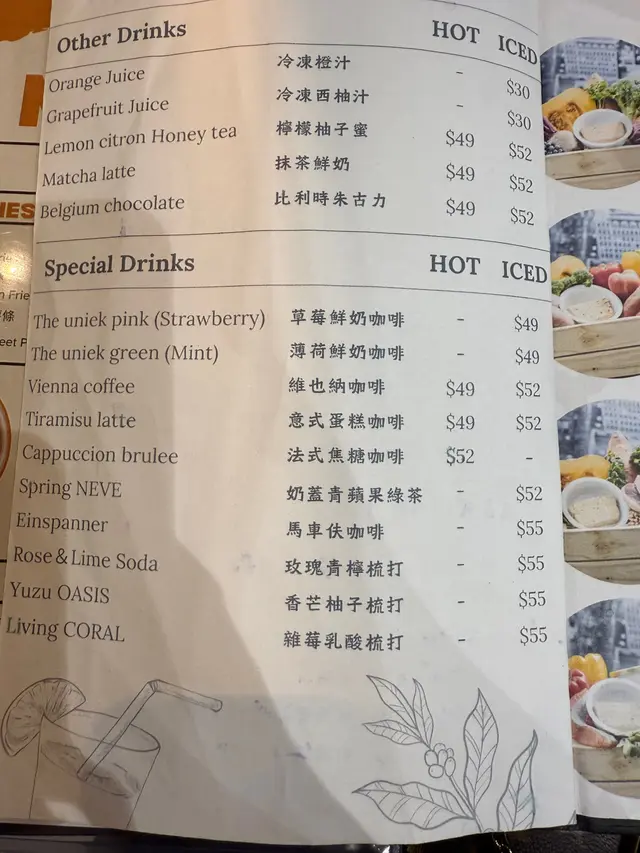 Other Drinks HOT ICED
Orange Juice 冷凍橙汁 - $30
Grapefruit Juice 冷凍西柚汁 - $30
Lemon citron Honey tea 檸檬柚子蜜 $49 $52
Matcha latte 抹茶鮮奶 $49 $52
Belgium chocolate 比利時朱古力 $49 $52
Special Drinks HOT ICED
The uniek pink (Strawberry) 草莓鮮奶咖啡 - $49
The uniek green (Mint) 薄荷鮮奶咖啡 - $49
Vienna coffee 維也納咖啡 $49 $52
Tiramisu latte 意式蛋糕咖啡 $49 $52
Cappuccion brulee 法式焦糖咖啡 $52 -
Spring NEVE 奶蓋青蘋果綠茶 - $52
Einspanner 馬車伕咖啡 - $55
Rose & Lime Soda 玫瑰青檸梳打 - $55
Yuzu OASIS 香芒柚子梳打 - $55
Living CORAL 雜莓乳酸梳打 - $55